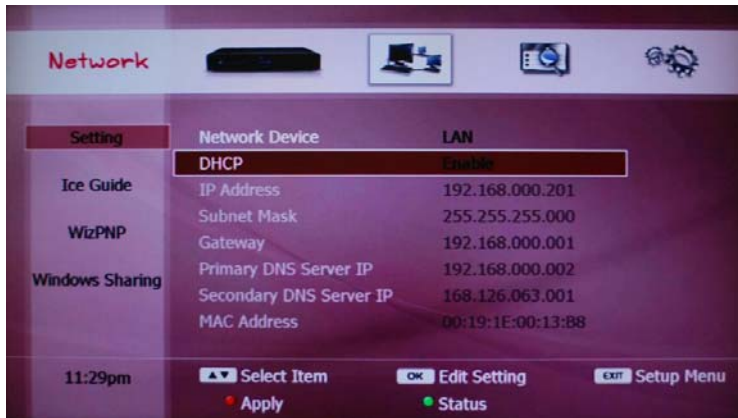 Network
Setting
Ice Guide
WizPNP
Windows Sharing
Network Device LAN
DHCP Enable
IP Address 192.168.000.201
Subnet Mask 255.255.255.000
Gateway 192.168.000.001
Primary DNS Server IP 192.168.000.002
Secondary DNS Server IP 168.126.063.001
MAC Address 00:19:1E:00:13:B8
11:29pm
▲▼ Select Item OK Edit Setting EXIT Setup Menu
Apply Status